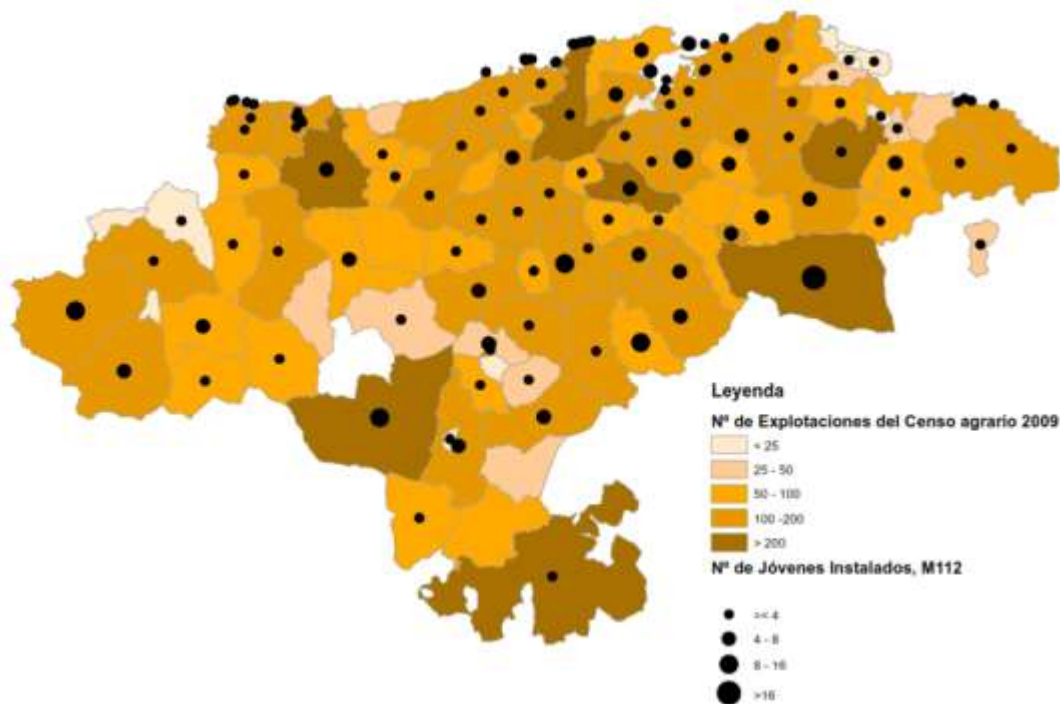 Leyenda
Nº de Explotaciones del Censo agrario 2009
< 25
25 - 50
50 - 100
100 -200
> 200
Nº de Jóvenes Instalados, M112
=< 4
4 - 8
8 - 16
>16